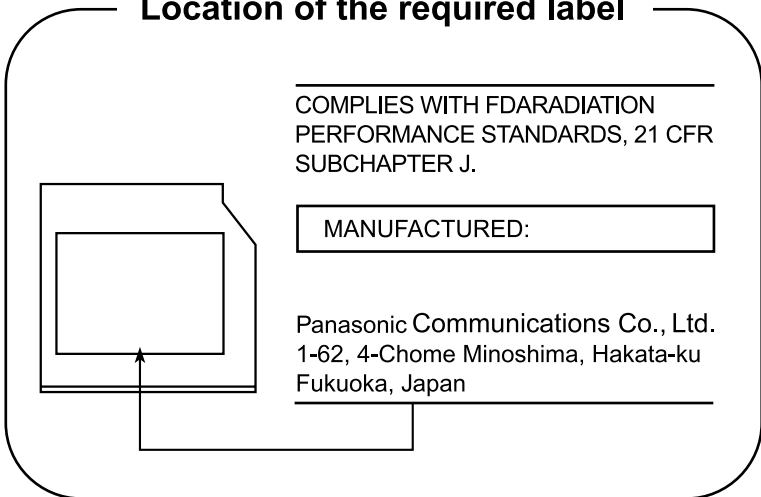 Location of the required label
COMPLIES WITH FDARADIATION
PERFORMANCE STANDARDS, 21 CFR
SUBCHAPTER J.
MANUFACTURED:
Panasonic Communications Co., Ltd.
1-62, 4-Chome Minoshima, Hakata-ku
Fukuoka, Japan